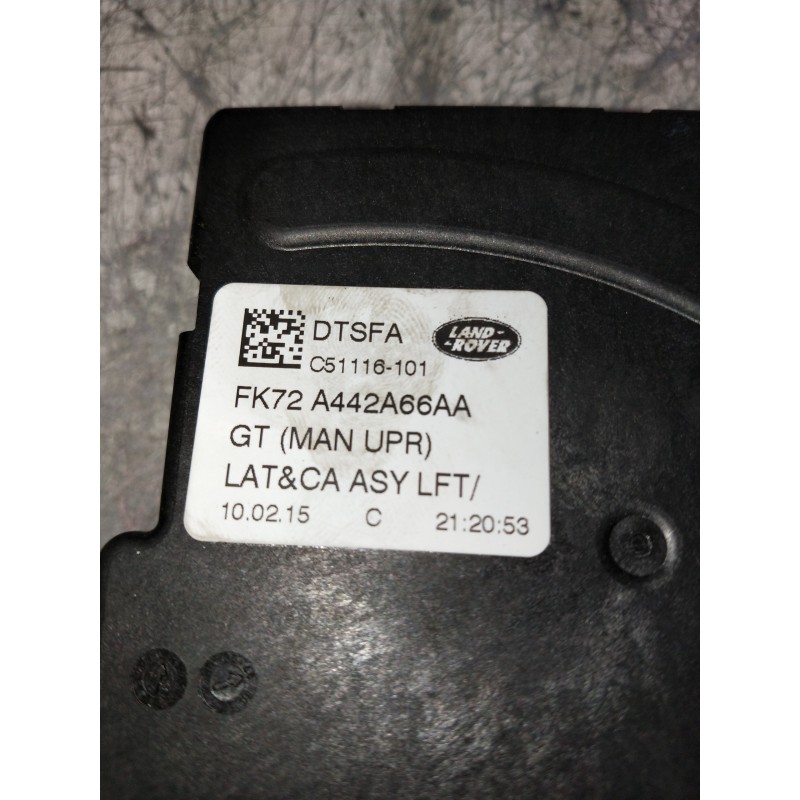 DTSFA
LAND-
-ROVER
C51116-101
FK72 A442A66AA
GT (MAN UPR)
LAT&CA ASY LFT/
10.02.15 C 21:20:53